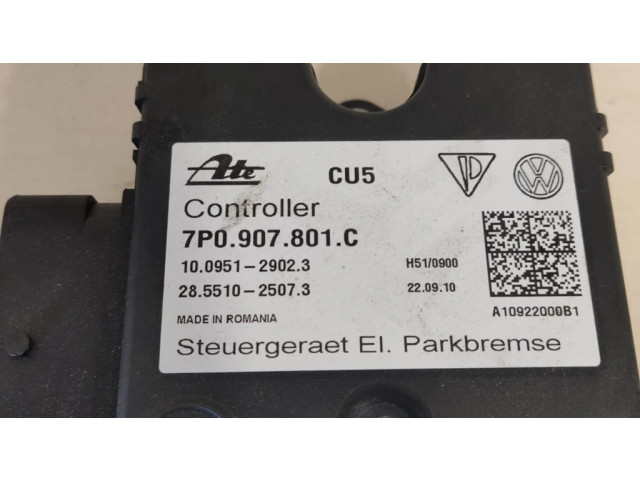 Ate CU5
Controller
7P0.907.801.C
10.0951-2902.3 H51/0900
28.5510-2507.3 22.09.10
A10922000B1
MADE IN ROMANIA
Steuergeraet El. Parkbremse